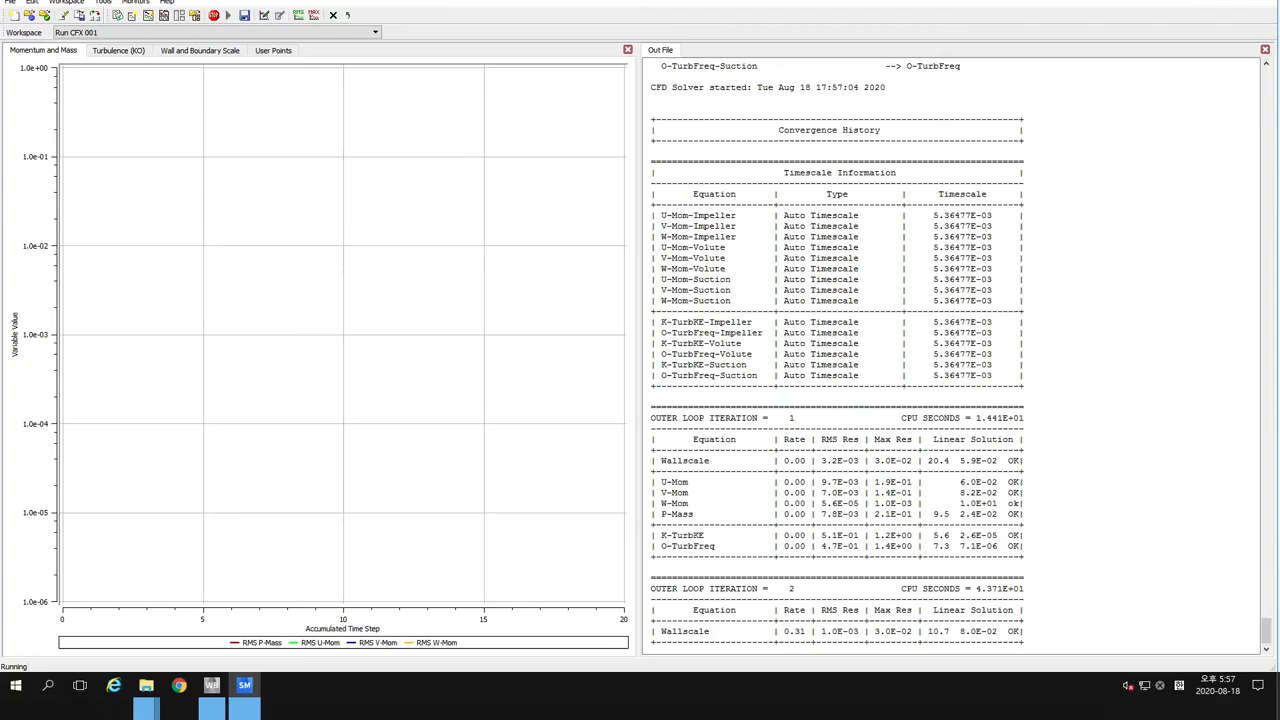 File Edit Workspace Tools Monitors Help
Workspace Run CFX 001
Momentum and Mass Turbulence (KO) Wall and Boundary Scale User Points
1.0e+00
1.0e-01
1.0e-02
1.0e-03
1.0e-04
1.0e-05
1.0e-06
Variable Value
0 5 10 15 20
Accumulated Time Step
RMS P-Mass RMS U-Mom RMS V-Mom RMS W-Mom
Out File
O-TurbFreq-Suction --> O-TurbFreq
CFD Solver started: Tue Aug 18 17:57:04 2020
+--------------------------------------------------------------------+
| Convergence History |
+--------------------------------------------------------------------+
======================================================================
| Timescale Information |
----------------------------------------------------------------------
| Equation | Type | Timescale |
+----------------------+-----------------------+---------------------+
| U-Mom-Impeller | Auto Timescale | 5.36477E-03 |
| V-Mom-Impeller | Auto Timescale | 5.36477E-03 |
| W-Mom-Impeller | Auto Timescale | 5.36477E-03 |
| U-Mom-Volute | Auto Timescale | 5.36477E-03 |
| V-Mom-Volute | Auto Timescale | 5.36477E-03 |
| W-Mom-Volute | Auto Timescale | 5.36477E-03 |
| U-Mom-Suction | Auto Timescale | 5.36477E-03 |
| V-Mom-Suction | Auto Timescale | 5.36477E-03 |
| W-Mom-Suction | Auto Timescale | 5.36477E-03 |
+----------------------+-----------------------+---------------------+
| K-TurbKE-Impeller | Auto Timescale | 5.36477E-03 |
| O-TurbFreq-Impeller | Auto Timescale | 5.36477E-03 |
| K-TurbKE-Volute | Auto Timescale | 5.36477E-03 |
| O-TurbFreq-Volute | Auto Timescale | 5.36477E-03 |
| K-TurbKE-Suction | Auto Timescale | 5.36477E-03 |
| O-TurbFreq-Suction | Auto Timescale | 5.36477E-03 |
+----------------------+-----------------------+---------------------+
======================================================================
OUTER LOOP ITERATION = 1 CPU SECONDS = 1.441E+01
----------------------------------------------------------------------
| Equation | Rate | RMS Res | Max Res | Linear Solution |
+----------------------+------+---------+---------+------------------+
| Wallscale | 0.00 | 3.2E-03 | 3.0E-02 | 20.4 5.9E-02 OK|
+----------------------+------+---------+---------+------------------+
| U-Mom | 0.00 | 9.7E-03 | 1.9E-01 | 6.0E-02 OK|
| V-Mom | 0.00 | 7.0E-03 | 1.4E-01 | 8.2E-02 OK|
| W-Mom | 0.00 | 5.6E-05 | 1.0E-03 | 1.0E+01 ok|
| P-Mass | 0.00 | 7.8E-03 | 2.1E-01 | 9.5 2.4E-02 OK|
+----------------------+------+---------+---------+------------------+
| K-TurbKE | 0.00 | 5.1E-01 | 1.2E+00 | 5.6 2.6E-05 OK|
| O-TurbFreq | 0.00 | 4.7E-01 | 1.4E+00 | 7.3 7.1E-06 OK|
+----------------------+------+---------+---------+------------------+
======================================================================
OUTER LOOP ITERATION = 2 CPU SECONDS = 4.371E+01
----------------------------------------------------------------------
| Equation | Rate | RMS Res | Max Res | Linear Solution |
+----------------------+------+---------+---------+------------------+
| Wallscale | 0.31 | 1.0E-03 | 3.0E-02 | 10.7 8.0E-02 OK|
+----------------------+------+---------+---------+------------------+
Running
WB SM
오후 5:57
2020-08-18